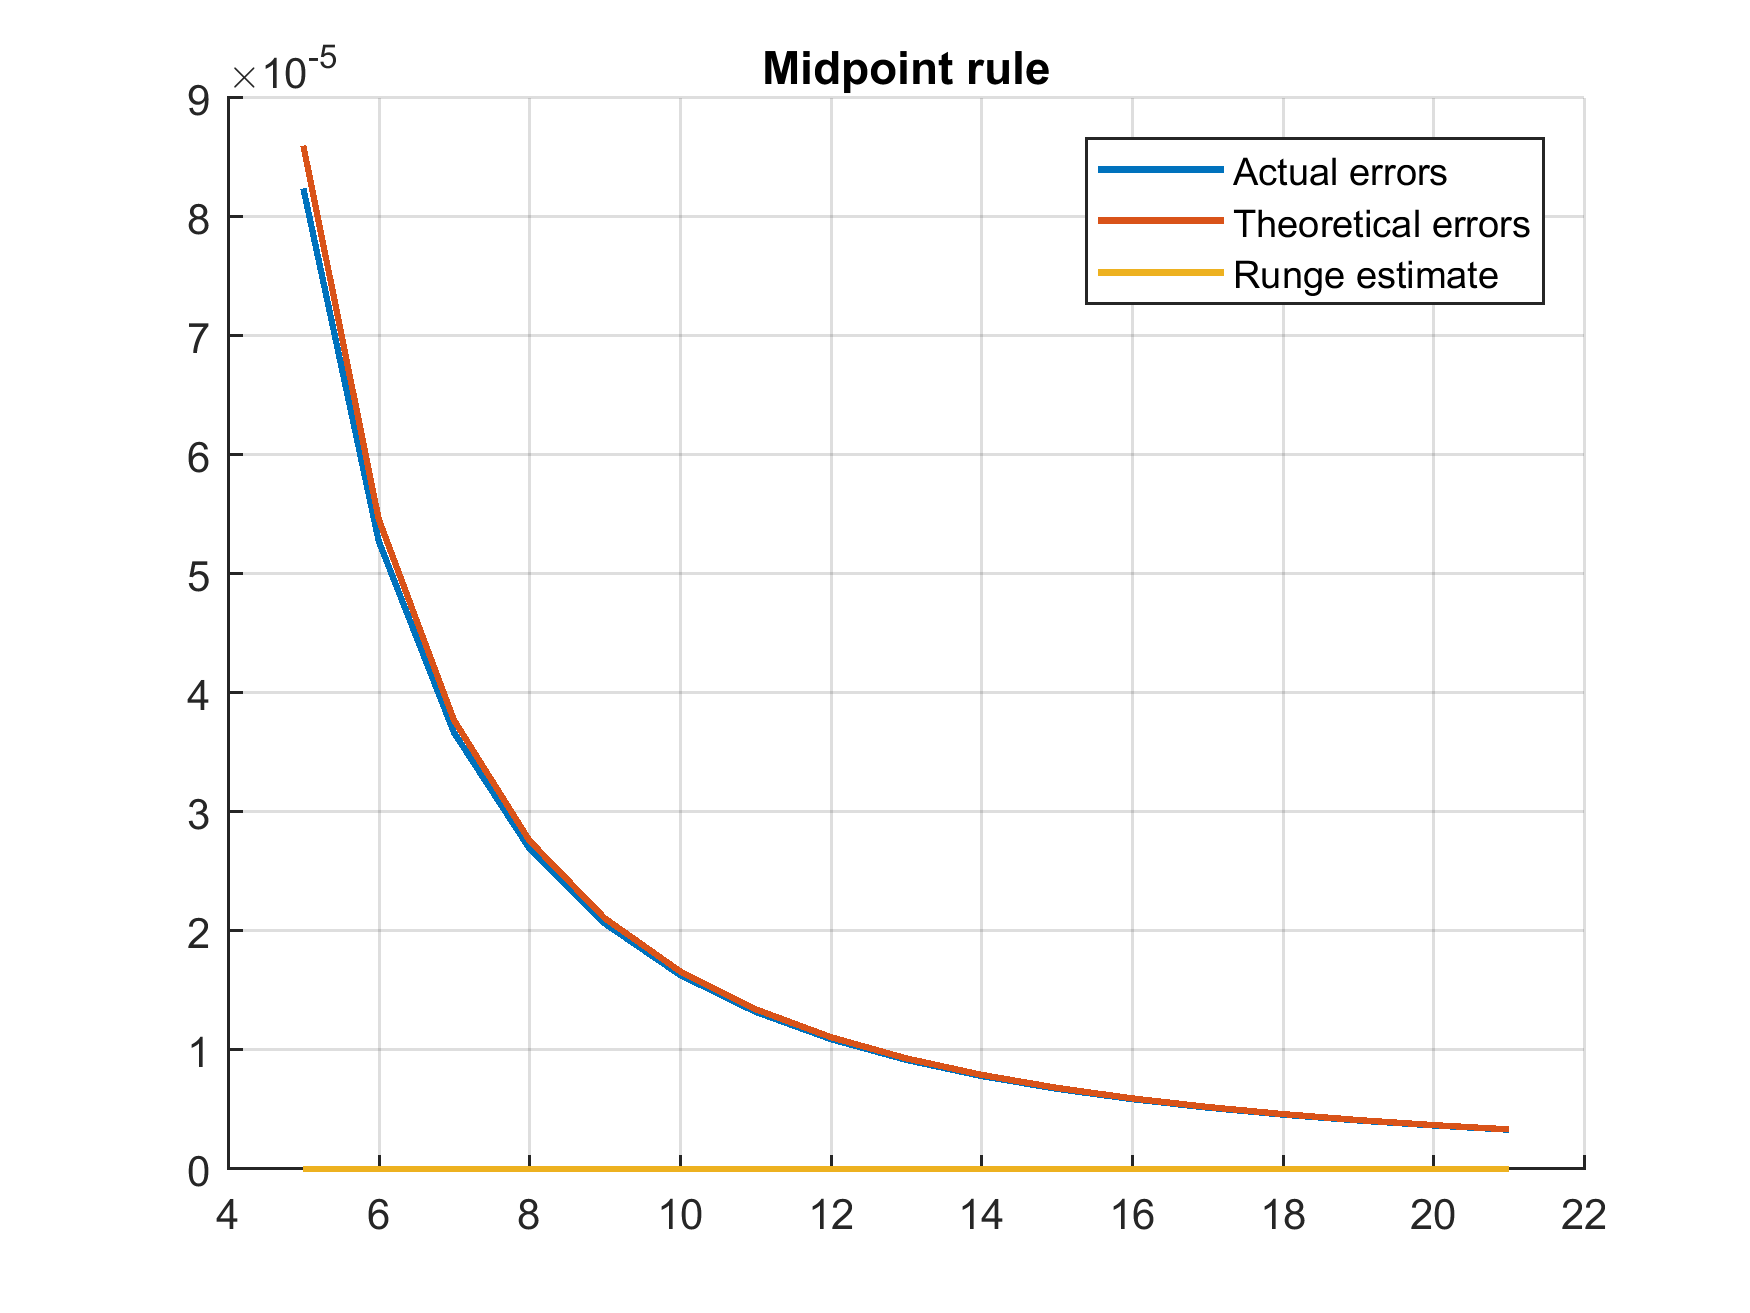 ×10-5
Midpoint rule
9
8
7
6
5
4
3
2
1
0
4 6 8 10 12 14 16 18 20 22
Actual errors
Theoretical errors
Runge estimate